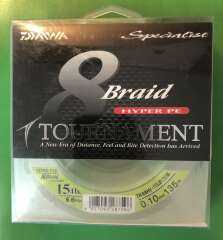 DAIWA
Specialist
8 Braid
HYPER PE
TOURNAMENT
A New Era of Distance, Feel and Bite Detection has Arrived
0.10mm 135m